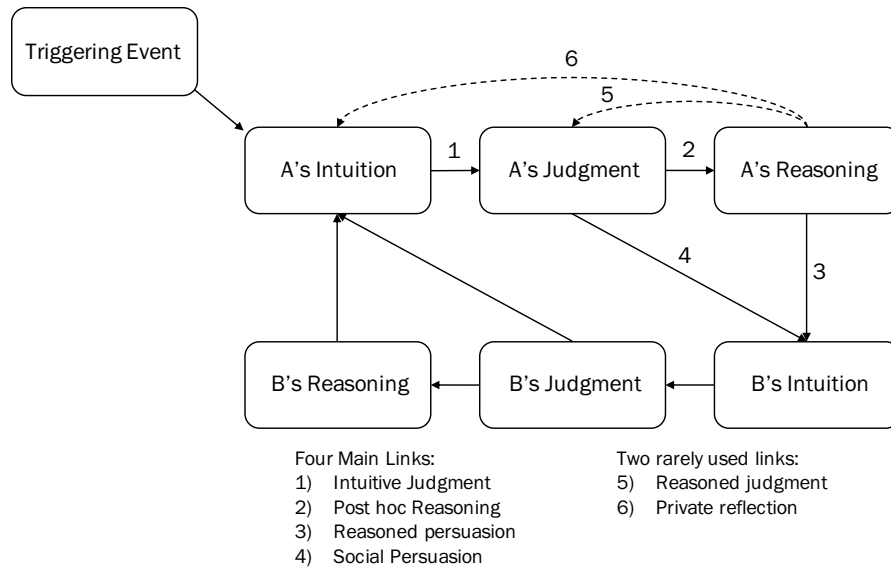 Triggering Event
6
5
A's Intuition
1
A's Judgment
2
A's Reasoning
4
3
B's Reasoning
B's Judgment
B's Intuition
Four Main Links:
1) Intuitive Judgment
2) Post hoc Reasoning
3) Reasoned persuasion
4) Social Persuasion
Two rarely used links:
5) Reasoned judgment
6) Private reflection